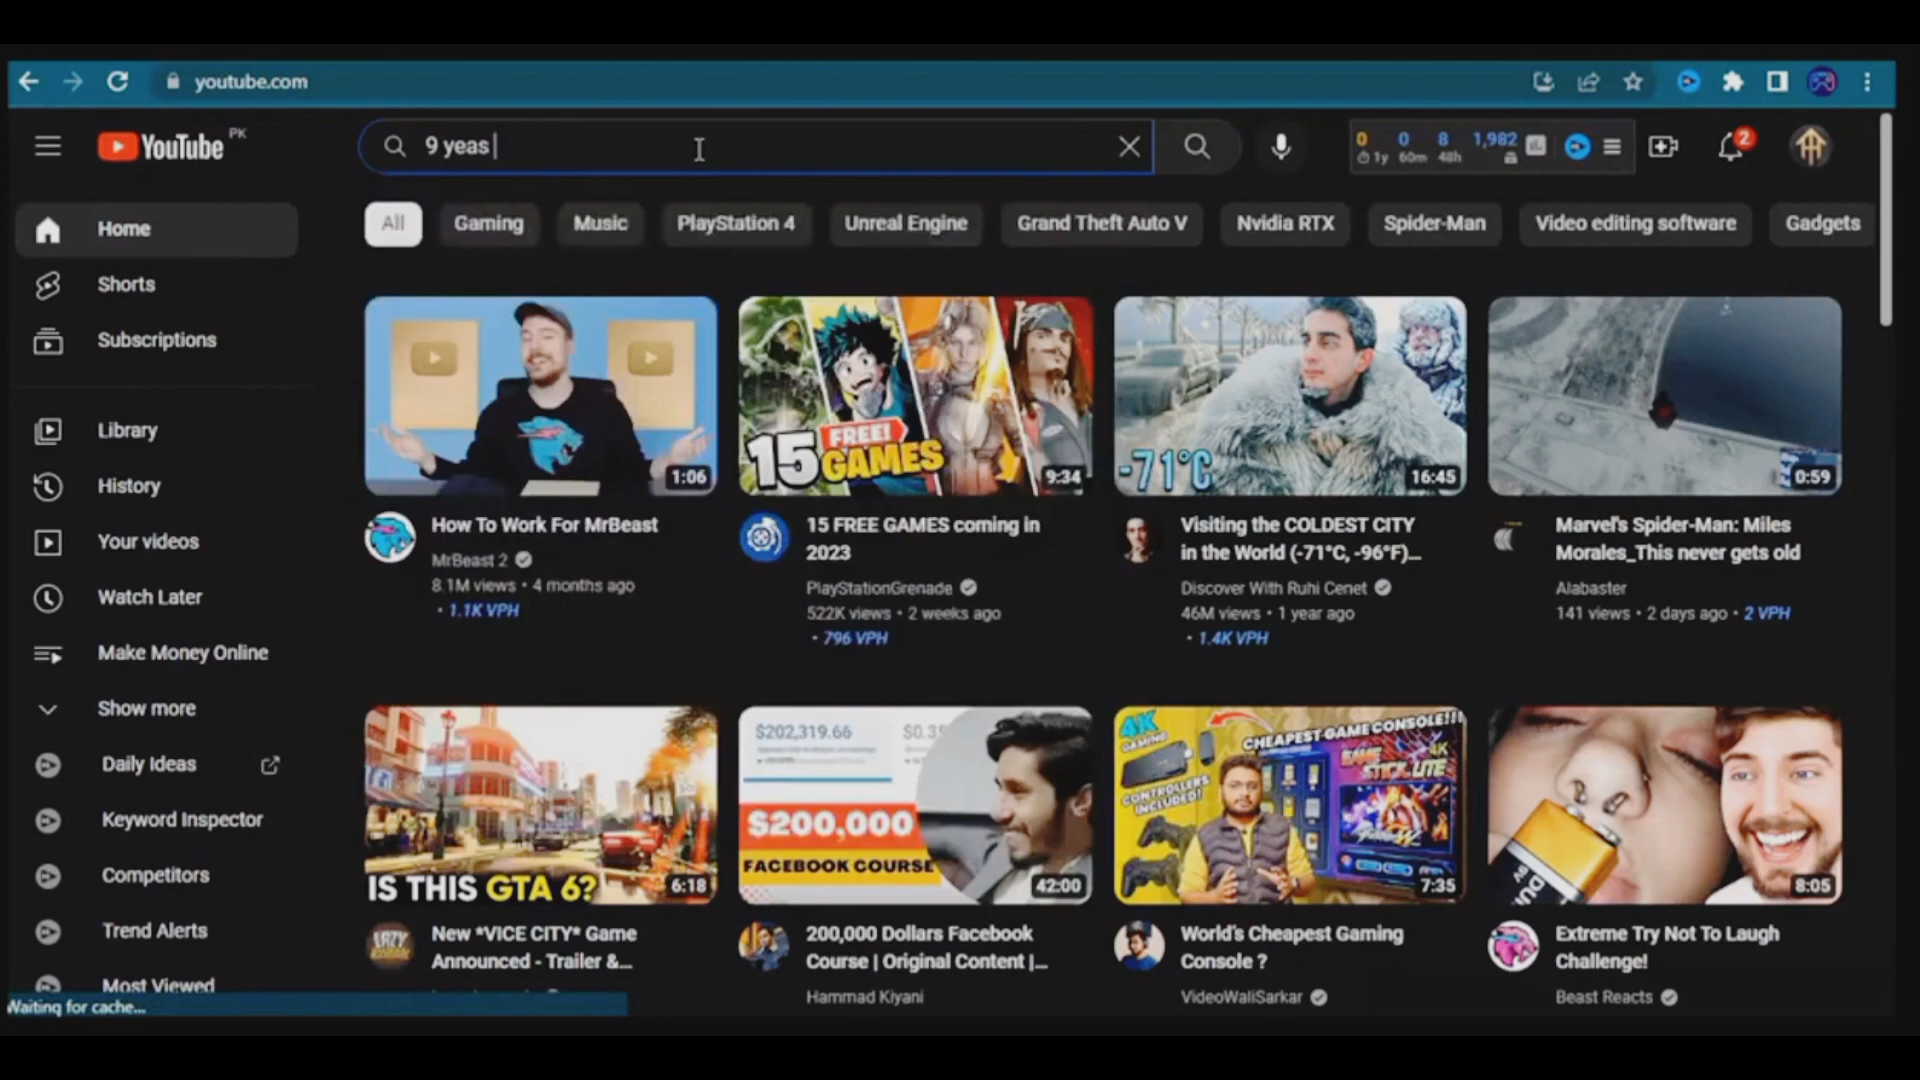 youtube.com
YouTube PK
9 yeas
0 0 8 1,982
1y 60m 48h
2
All Gaming Music PlayStation 4 Unreal Engine Grand Theft Auto V Nvidia RTX Spider-Man Video editing software Gadgets
Home
Shorts
Subscriptions
Library
History
Your videos
Watch Later
Make Money Online
Show more
Daily Ideas
Keyword Inspector
Competitors
Trend Alerts
Most Viewed
Waiting for cache...
1:06
How To Work For MrBeast
MrBeast 2
8.1M views • 4 months ago
• 1.1K VPH
15 FREE!
GAMES
9:34
15 FREE GAMES coming in
2023
PlayStationGrenade
522K views • 2 weeks ago
• 796 VPH
-71°C
16:45
Visiting the COLDEST CITY
in the World (-71°C, -96°F)...
Discover With Ruhi Cenet
46M views • 1 year ago
• 1.4K VPH
0:59
Marvel's Spider-Man: Miles
Morales_This never gets old
Alabaster
141 views • 2 days ago • 2 VPH
IS THIS GTA 6?
6:18
New *VICE CITY* Game
Announced - Trailer &...
$202,319.66
$200,000
FACEBOOK COURSE
42:00
200,000 Dollars Facebook
Course | Original Content |...
Hammad Kiyani
4K
GAMING
CHEAPEST GAME CONSOLE!!!
CONTROLLERS
INCLUDED!
GAME 4K
STICK LITE
7:35
World's Cheapest Gaming
Console ?
VideoWaliSarkar
8:05
Extreme Try Not To Laugh
Challenge!
Beast Reacts